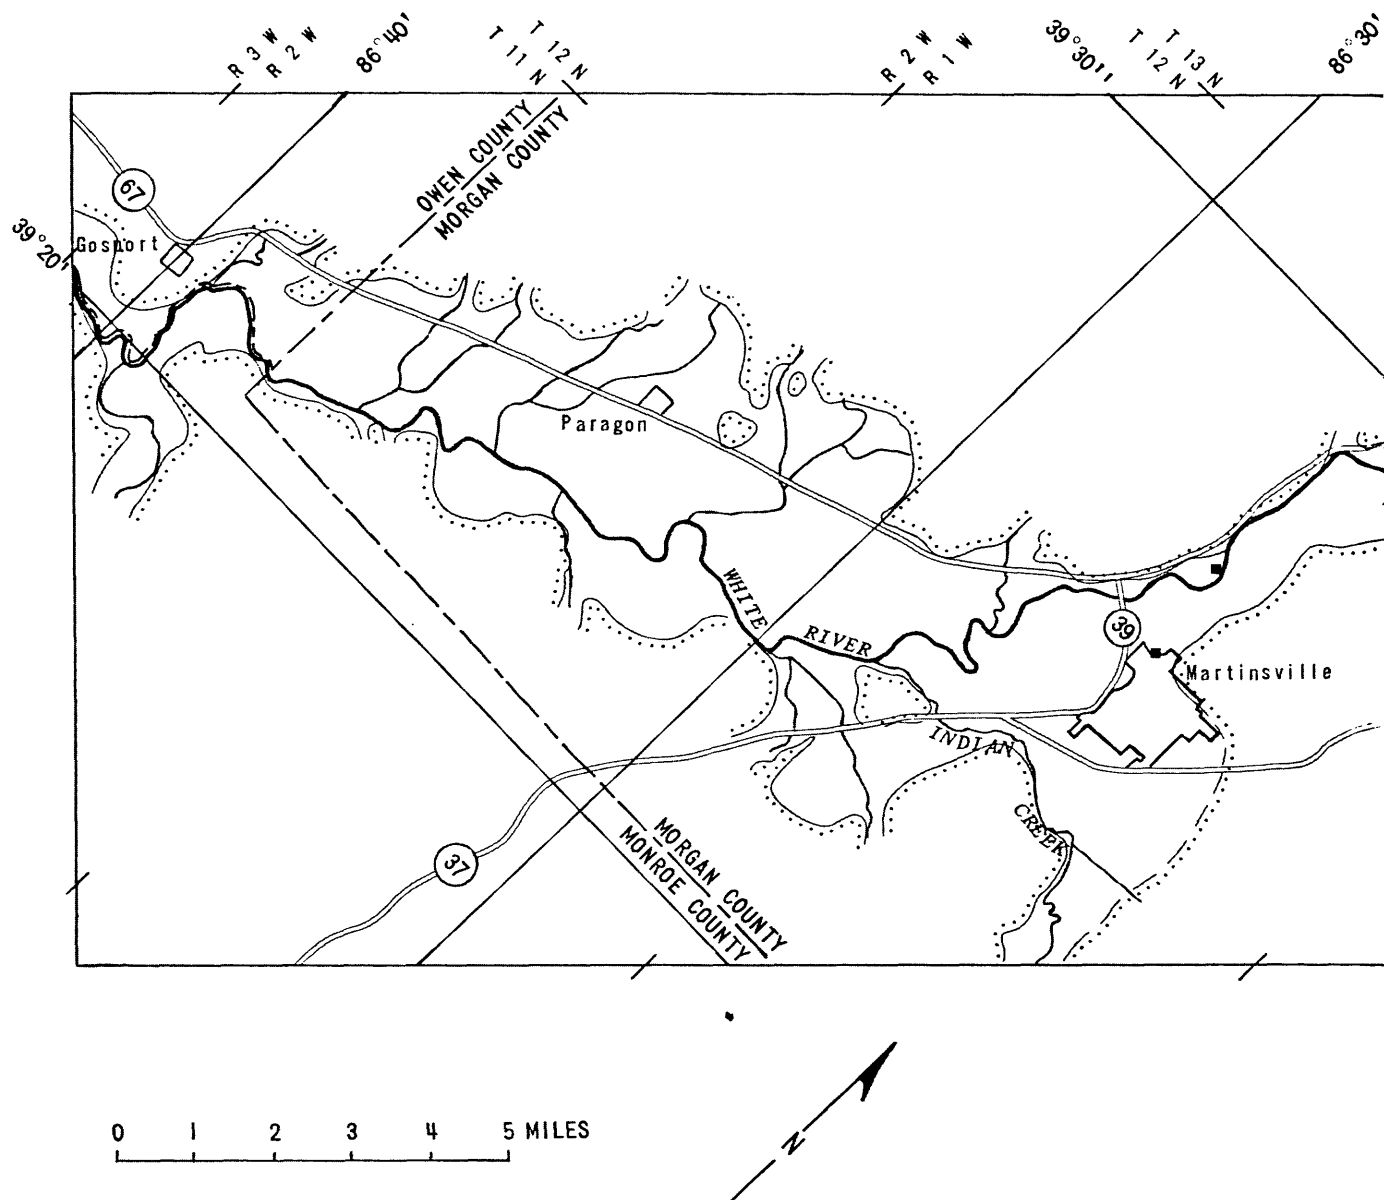 R 3 W
R 2 W
86°40'
T 12 N
T 11 N
R 2 W
R 1 W
39°30'
T 13 N
T 12 N
86°30'
OWEN COUNTY
MORGAN COUNTY
67
39°20'
Gosport
Paragon
WHITE RIVER
39
Martinsville
INDIAN CREEK
37
MORGAN COUNTY
MONROE COUNTY
0 1 2 3 4 5 MILES
N